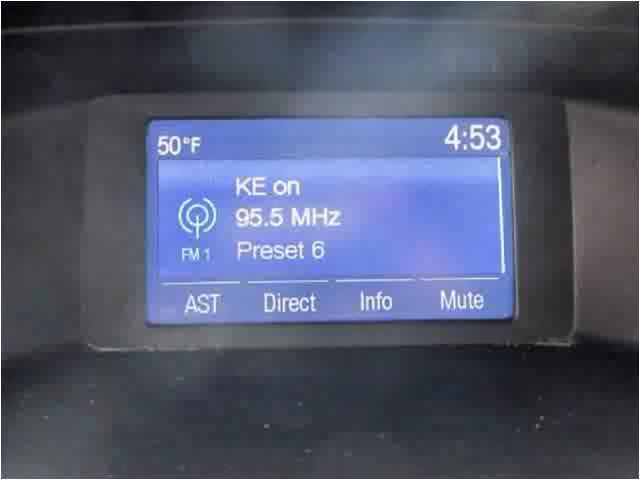 50°F 4:53
KE on
95.5 MHz
FM 1 Preset 6
AST Direct Info Mute